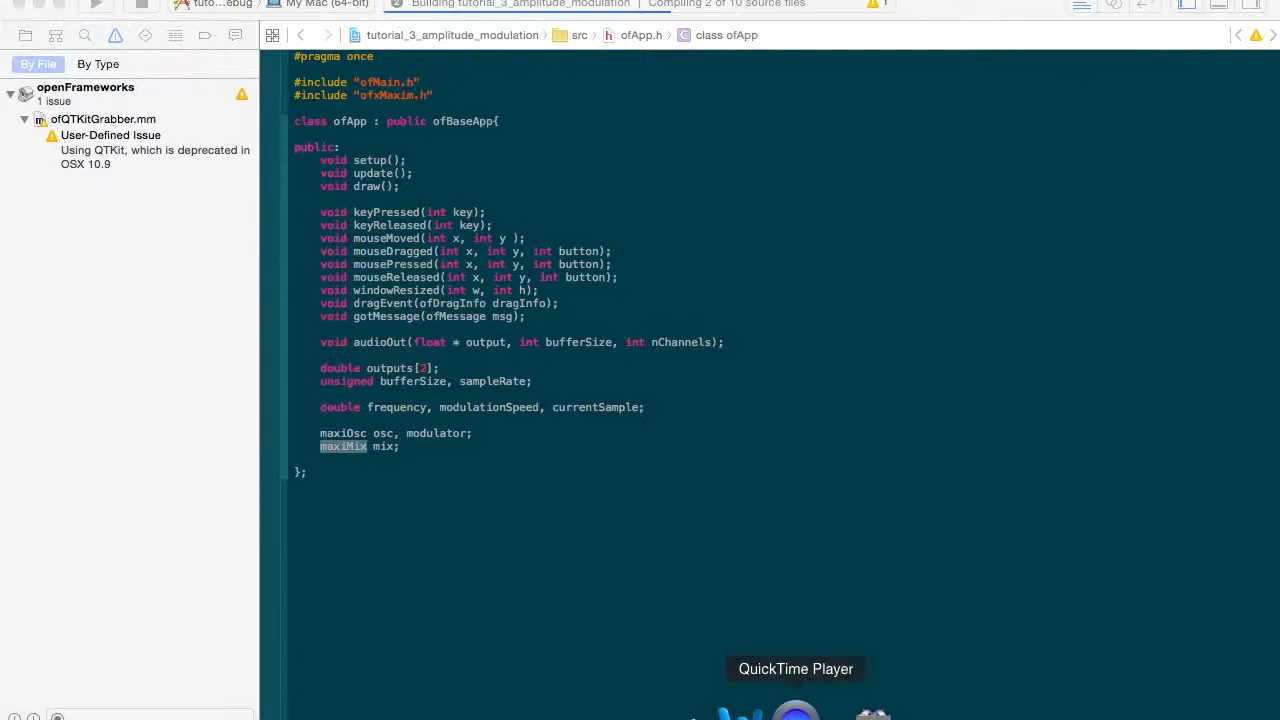 tuto...ebug
My Mac (64-bit)
2
Building tutorial_3_amplitude_modulation
Compiling 2 of 10 source files
1
tutorial_3_amplitude_modulation
src
h
ofApp.h
C
class ofApp
By File
By Type
openFrameworks
1 issue
m
ofQTKitGrabber.mm
User-Defined Issue
Using QTKit, which is deprecated in
OSX 10.9
#pragma once
#include "ofMain.h"
#include "ofxMaxim.h"
class ofApp : public ofBaseApp{
public:
void setup();
void update();
void draw();
void keyPressed(int key);
void keyReleased(int key);
void mouseMoved(int x, int y );
void mouseDragged(int x, int y, int button);
void mousePressed(int x, int y, int button);
void mouseReleased(int x, int y, int button);
void windowResized(int w, int h);
void dragEvent(ofDragInfo dragInfo);
void gotMessage(ofMessage msg);
void audioOut(float * output, int bufferSize, int nChannels);
double outputs[2];
unsigned bufferSize, sampleRate;
double frequency, modulationSpeed, currentSample;
maxiOsc osc, modulator;
maxiMix mix;
};
QuickTime Player